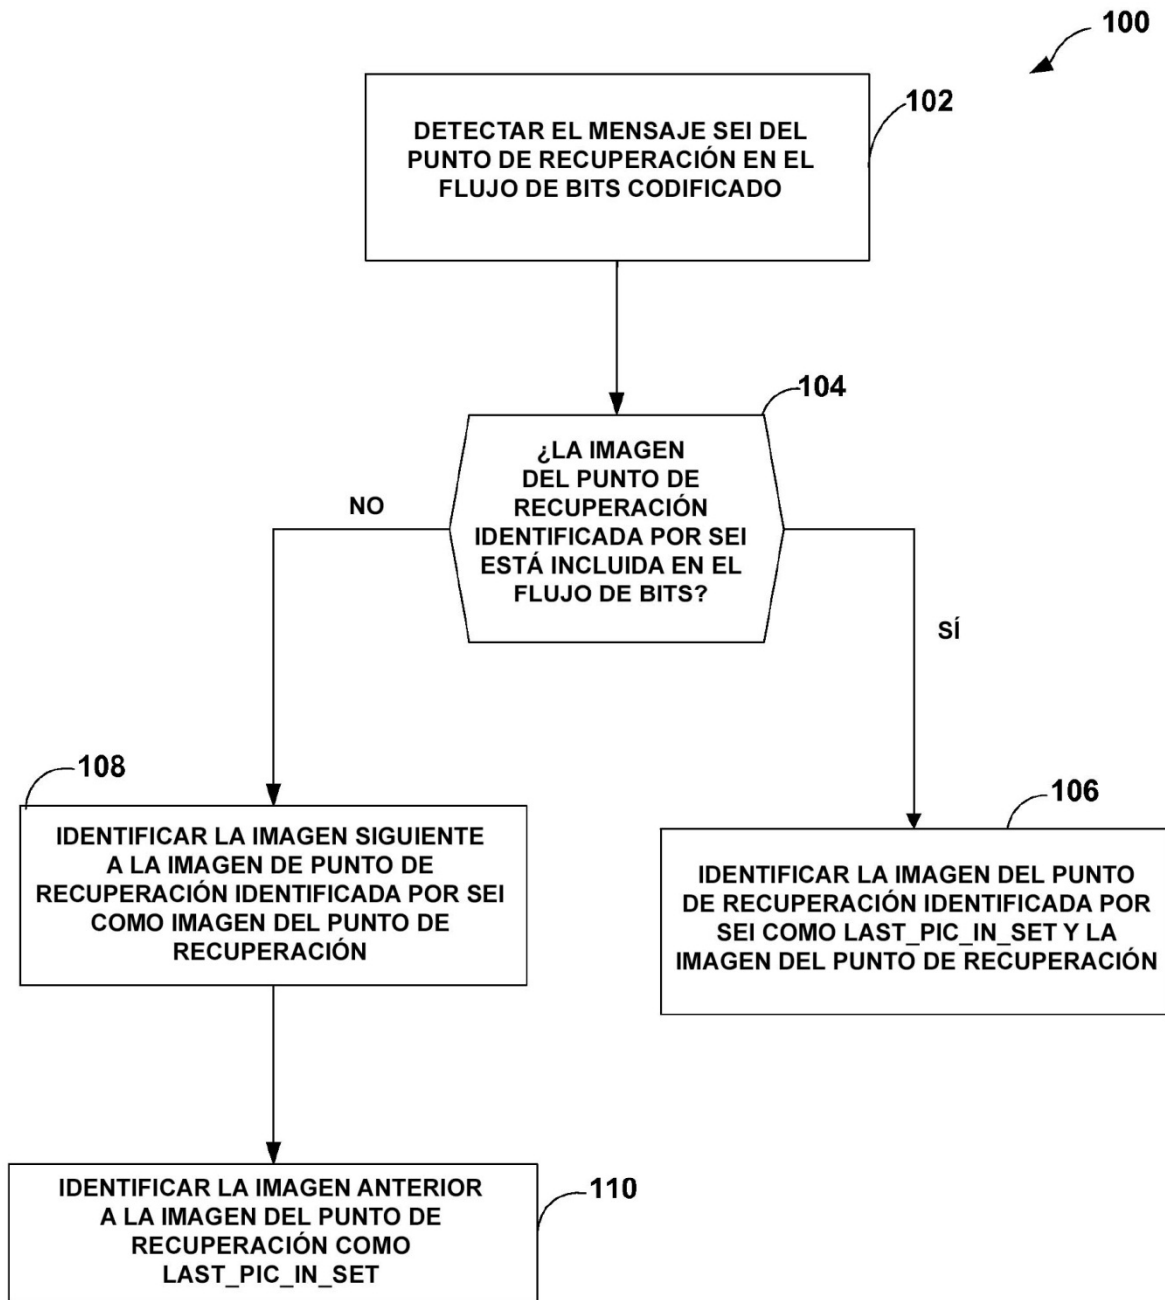 100
102
DETECTAR EL MENSAJE SEI DEL
PUNTO DE RECUPERACIÓN EN EL
FLUJO DE BITS CODIFICADO
104
¿LA IMAGEN
DEL PUNTO DE
RECUPERACIÓN
IDENTIFICADA POR SEI
ESTÁ INCLUIDA EN EL
FLUJO DE BITS?
NO
SÍ
108
IDENTIFICAR LA IMAGEN SIGUIENTE
A LA IMAGEN DE PUNTO DE
RECUPERACIÓN IDENTIFICADA POR SEI
COMO IMAGEN DEL PUNTO DE
RECUPERACIÓN
106
IDENTIFICAR LA IMAGEN DEL PUNTO
DE RECUPERACIÓN IDENTIFICADA POR
SEI COMO LAST_PIC_IN_SET Y LA
IMAGEN DEL PUNTO DE RECUPERACIÓN
110
IDENTIFICAR LA IMAGEN ANTERIOR
A LA IMAGEN DEL PUNTO DE
RECUPERACIÓN COMO
LAST_PIC_IN_SET